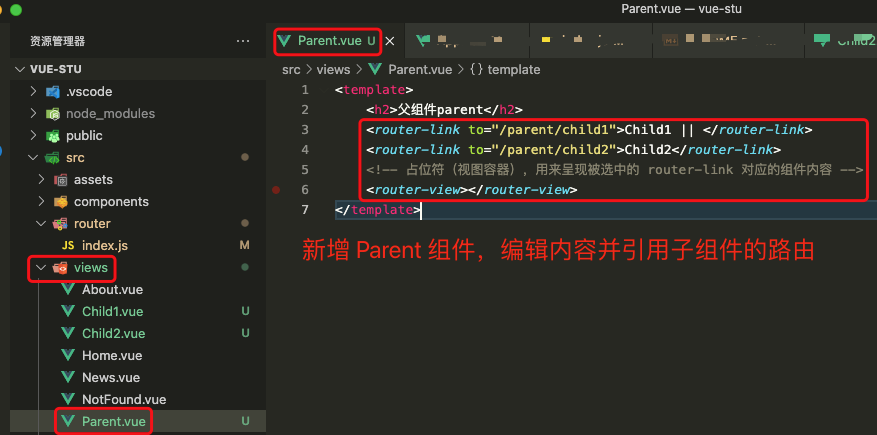 Parent.vue — vue-stu
资源管理器 ···
Parent.vue U
VUE-STU
src > views > Parent.vue > {} template
.vscode
node_modules
public
src
assets
components
router
JS index.js M
views
About.vue
Child1.vue U
Child2.vue U
Home.vue
News.vue
NotFound.vue
Parent.vue U
1 <template>
2 <h2>父组件parent</h2>
3 <router-link to="/parent/child1">Child1 || </router-link>
4 <router-link to="/parent/child2">Child2</router-link>
5 <!-- 占位符（视图容器），用来呈现被选中的 router-link 对应的组件内容 -->
6 <router-view></router-view>
7 </template>
新增 Parent 组件，编辑内容并引用子组件的路由